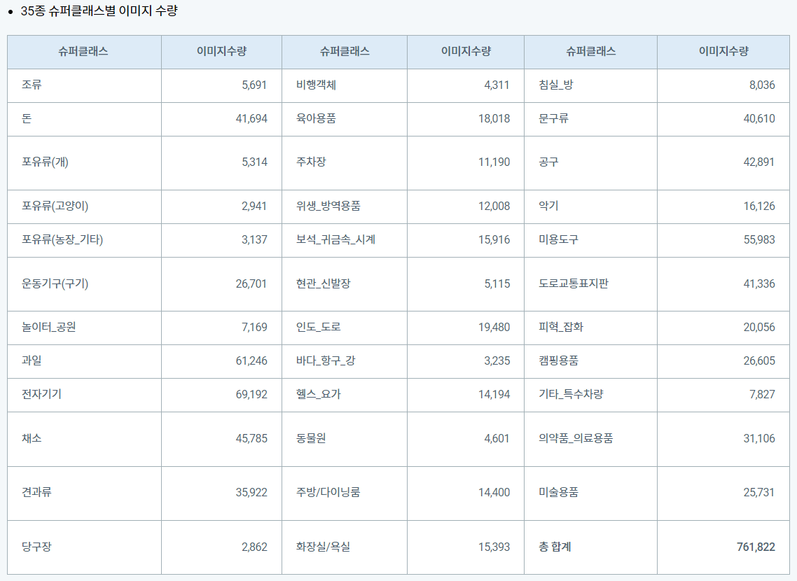 35종 슈퍼클래스별 이미지 수량
슈퍼클래스 이미지수량 슈퍼클래스 이미지수량 슈퍼클래스 이미지수량
조류 5,691 비행객체 4,311 침실_방 8,036
돈 41,694 육아용품 18,018 문구류 40,610
포유류(개) 5,314 주차장 11,190 공구 42,891
포유류(고양이) 2,941 위생_방역용품 12,008 악기 16,126
포유류(농장_기타) 3,137 보석_귀금속_시계 15,916 미용도구 55,983
운동기구(구기) 26,701 현관_신발장 5,115 도로교통표지판 41,336
놀이터_공원 7,169 인도_도로 19,480 피혁_잡화 20,056
과일 61,246 바다_항구_강 3,235 캠핑용품 26,605
전자기기 69,192 헬스_요가 14,194 기타_특수차량 7,827
채소 45,785 동물원 4,601 의약품_의료용품 31,106
견과류 35,922 주방/다이닝룸 14,400 미술용품 25,731
당구장 2,862 화장실/욕실 15,393 총 합계 761,822